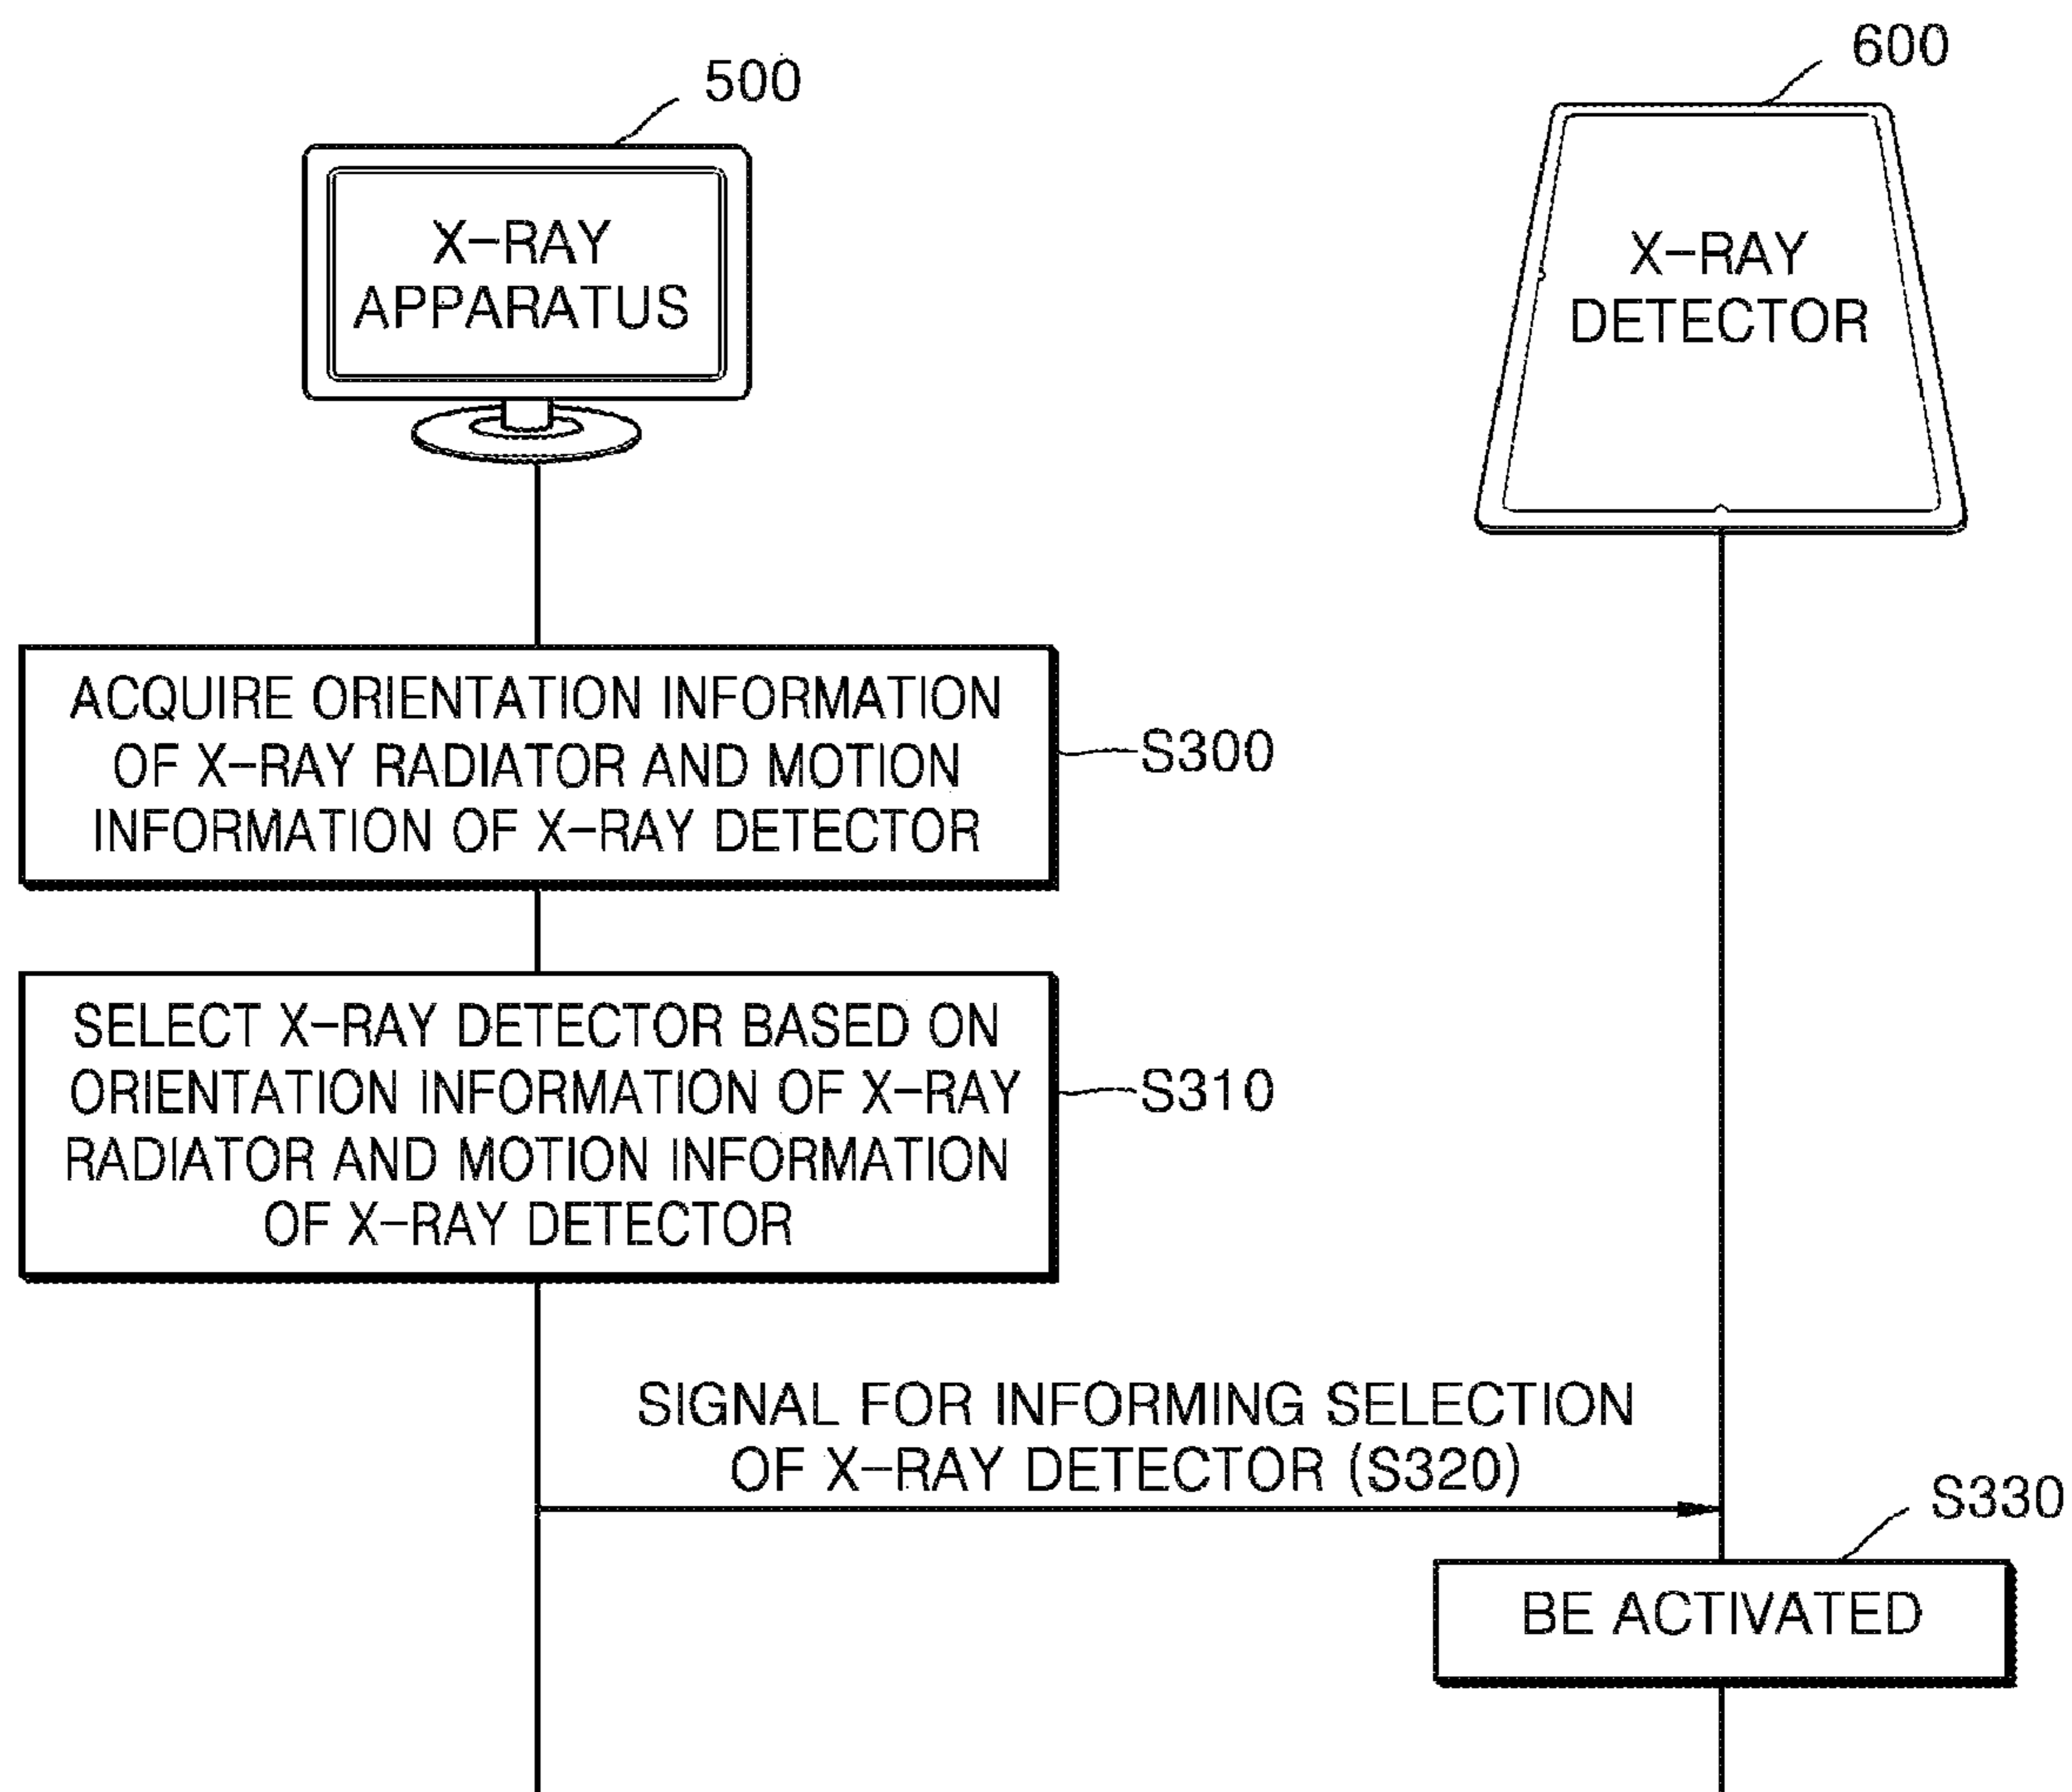 500
600
X-RAY
APPARATUS
X-RAY
DETECTOR
ACQUIRE ORIENTATION INFORMATION
OF X-RAY RADIATOR AND MOTION
INFORMATION OF X-RAY DETECTOR
S300
SELECT X-RAY DETECTOR BASED ON
ORIENTATION INFORMATION OF X-RAY
RADIATOR AND MOTION INFORMATION
OF X-RAY DETECTOR
S310
SIGNAL FOR INFORMING SELECTION
OF X-RAY DETECTOR (S320)
S330
BE ACTIVATED